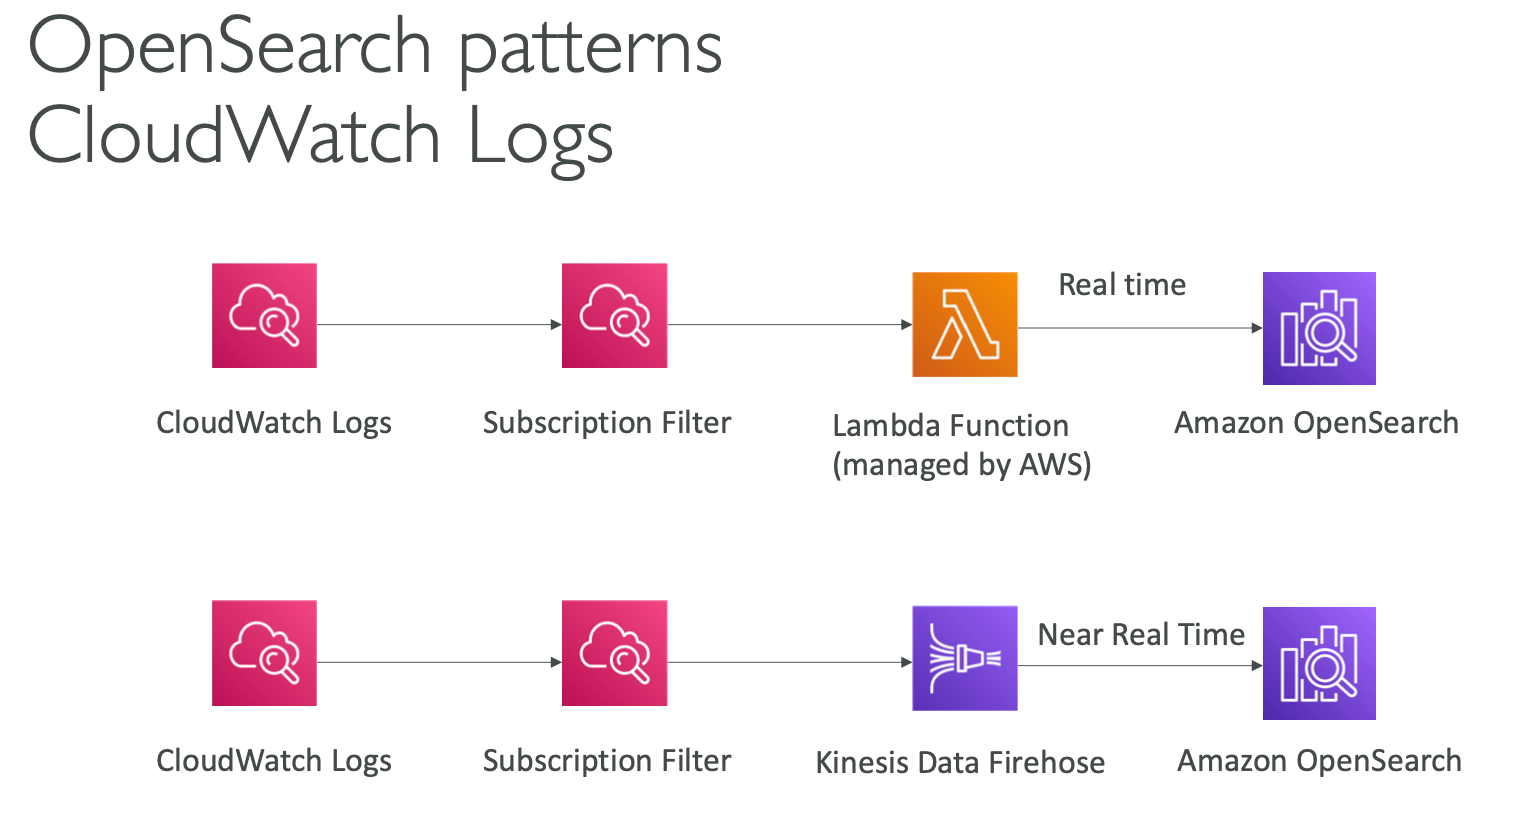 OpenSearch patterns
CloudWatch Logs
Real time
CloudWatch Logs
Subscription Filter
Lambda Function
(managed by AWS)
Amazon OpenSearch
Near Real Time
CloudWatch Logs
Subscription Filter
Kinesis Data Firehose
Amazon OpenSearch